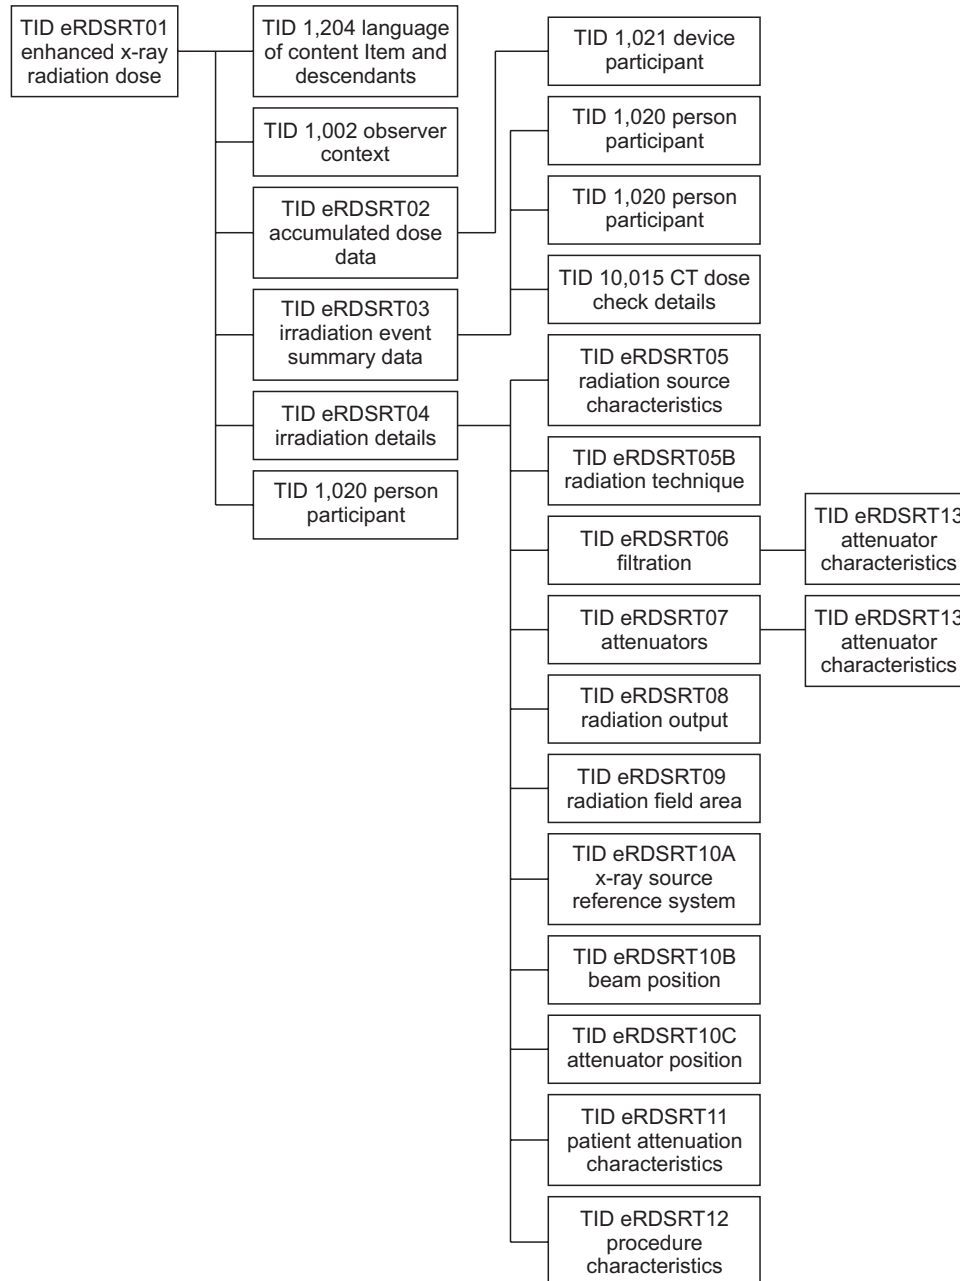 TID eRDSRT01
enhanced x-ray
radiation dose
TID 1,204 language
of content Item and
descendants
TID 1,002 observer
context
TID eRDSRT02
accumulated dose
data
TID eRDSRT03
irradiation event
summary data
TID eRDSRT04
irradiation details
TID 1,020 person
participant
TID 1,021 device
participant
TID 1,020 person
participant
TID 1,020 person
participant
TID 10,015 CT dose
check details
TID eRDSRT05
radiation source
characteristics
TID eRDSRT05B
radiation technique
TID eRDSRT06
filtration
TID eRDSRT07
attenuators
TID eRDSRT08
radiation output
TID eRDSRT09
radiation field area
TID eRDSRT10A
x-ray source
reference system
TID eRDSRT10B
beam position
TID eRDSRT10C
attenuator position
TID eRDSRT11
patient attenuation
characteristics
TID eRDSRT12
procedure
characteristics
TID eRDSRT13
attenuator
characteristics
TID eRDSRT13
attenuator
characteristics